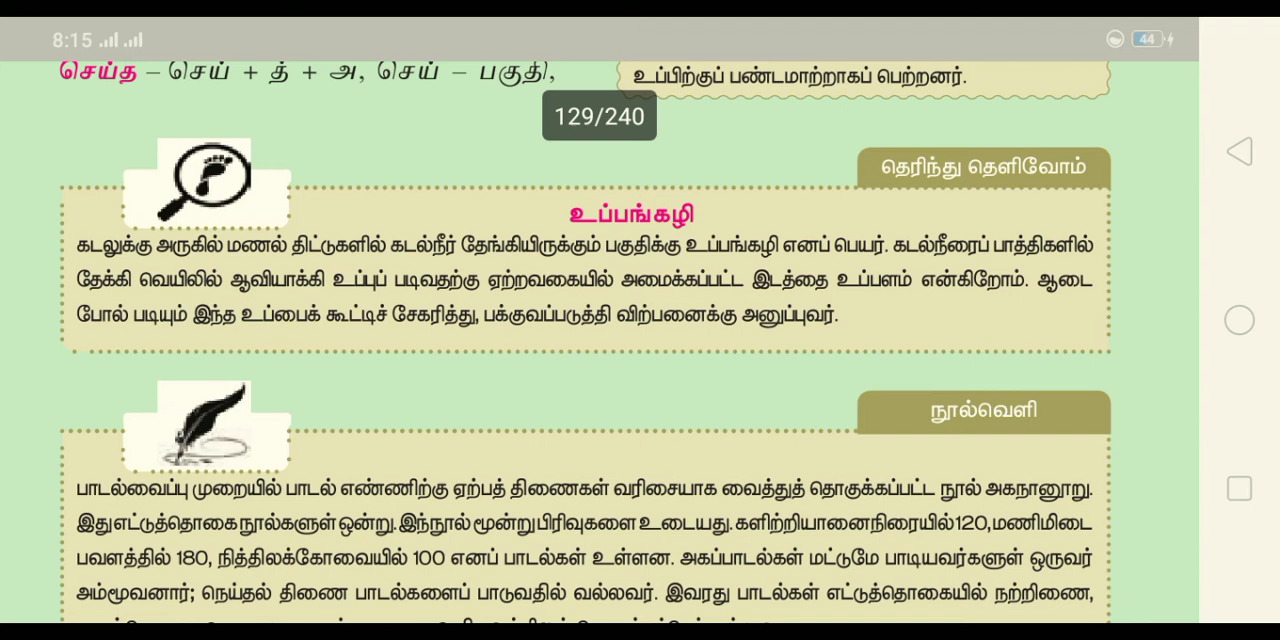 8:15
44
செய்த – செய் + த் + அ, செய் – பகுதி,
உப்பிற்குப் பண்டமாற்றாகப் பெற்றனர்.
129/240
தெரிந்து தெளிவோம்
உப்பங்கழி
கடலுக்கு அருகில் மணல் திட்டுகளில் கடல்நீர் தேங்கியிருக்கும் பகுதிக்கு உப்பங்கழி எனப் பெயர். கடல்நீரைப் பாத்திகளில்
தேக்கி வெயிலில் ஆவியாக்கி உப்புப் படிவதற்கு ஏற்றவகையில் அமைக்கப்பட்ட இடத்தை உப்பளம் என்கிறோம். ஆடை
போல் படியும் இந்த உப்பைக் கூட்டிச் சேகரித்து, பக்குவப்படுத்தி விற்பனைக்கு அனுப்புவர்.
நூல்வெளி
பாடல்வைப்பு முறையில் பாடல் எண்ணிற்கு ஏற்பத் திணைகள் வரிசையாக வைத்துத் தொகுக்கப்பட்ட நூல் அகநானூறு.
இது எட்டுத்தொகை நூல்களுள் ஒன்று. இந்நூல் மூன்று பிரிவுகளை உடையது. களிற்றியானைநிரையில் 120, மணிமிடை
பவளத்தில் 180, நித்திலக்கோவையில் 100 எனப் பாடல்கள் உள்ளன. அகப்பாடல்கள் மட்டுமே பாடியவர்களுள் ஒருவர்
அம்மூவனார்; நெய்தல் திணை பாடல்களைப் பாடுவதில் வல்லவர். இவரது பாடல்கள் எட்டுத்தொகையில் நற்றிணை,